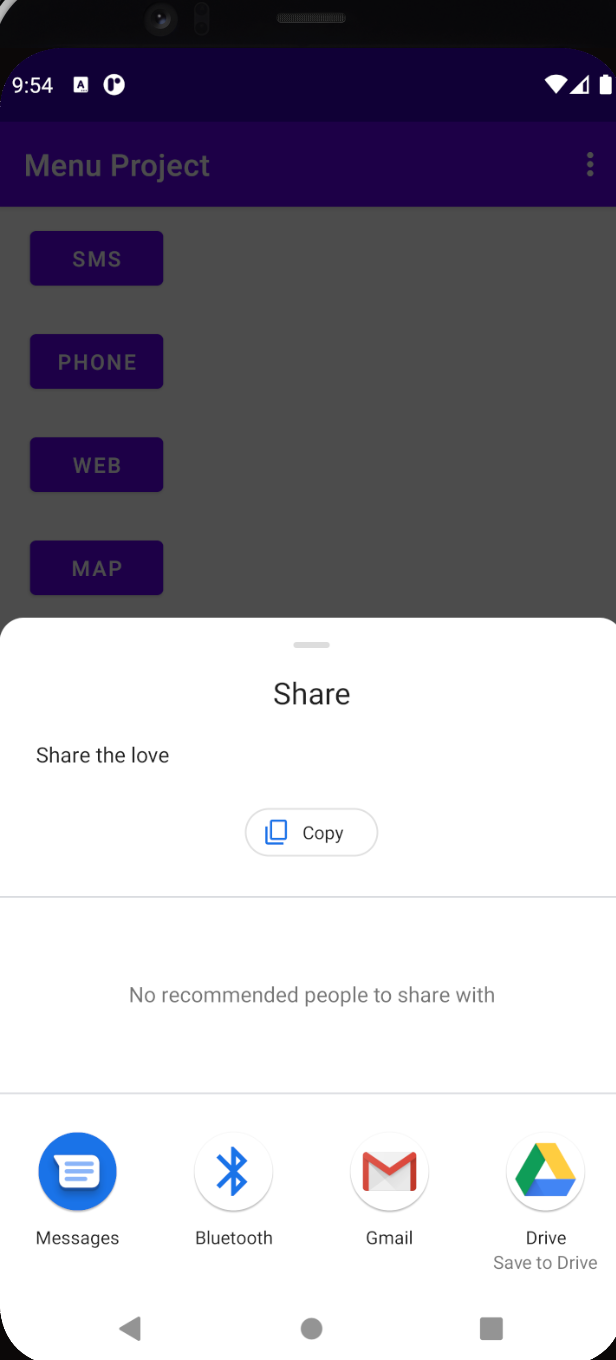 9:54
Menu Project
SMS
PHONE
WEB
MAP
Share
Share the love
Copy
No recommended people to share with
Messages
Bluetooth
Gmail
Drive
Save to Drive